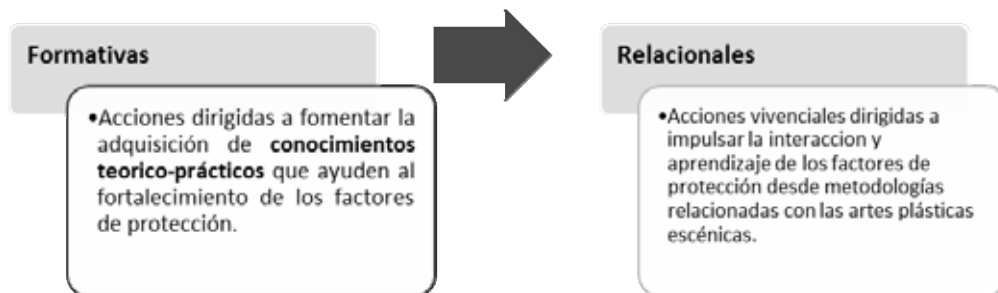 Formativas
•Acciones dirigidas a fomentar la
adquisición de conocimientos
teorico-prácticos que ayuden al
fortalecimiento de los factores
de protección.
Relacionales
•Acciones vivenciales dirigidas a
impulsar la interaccion y
aprendizaje de los factores de
protección desde metodologías
relacionadas con las artes plásticas
escénicas.